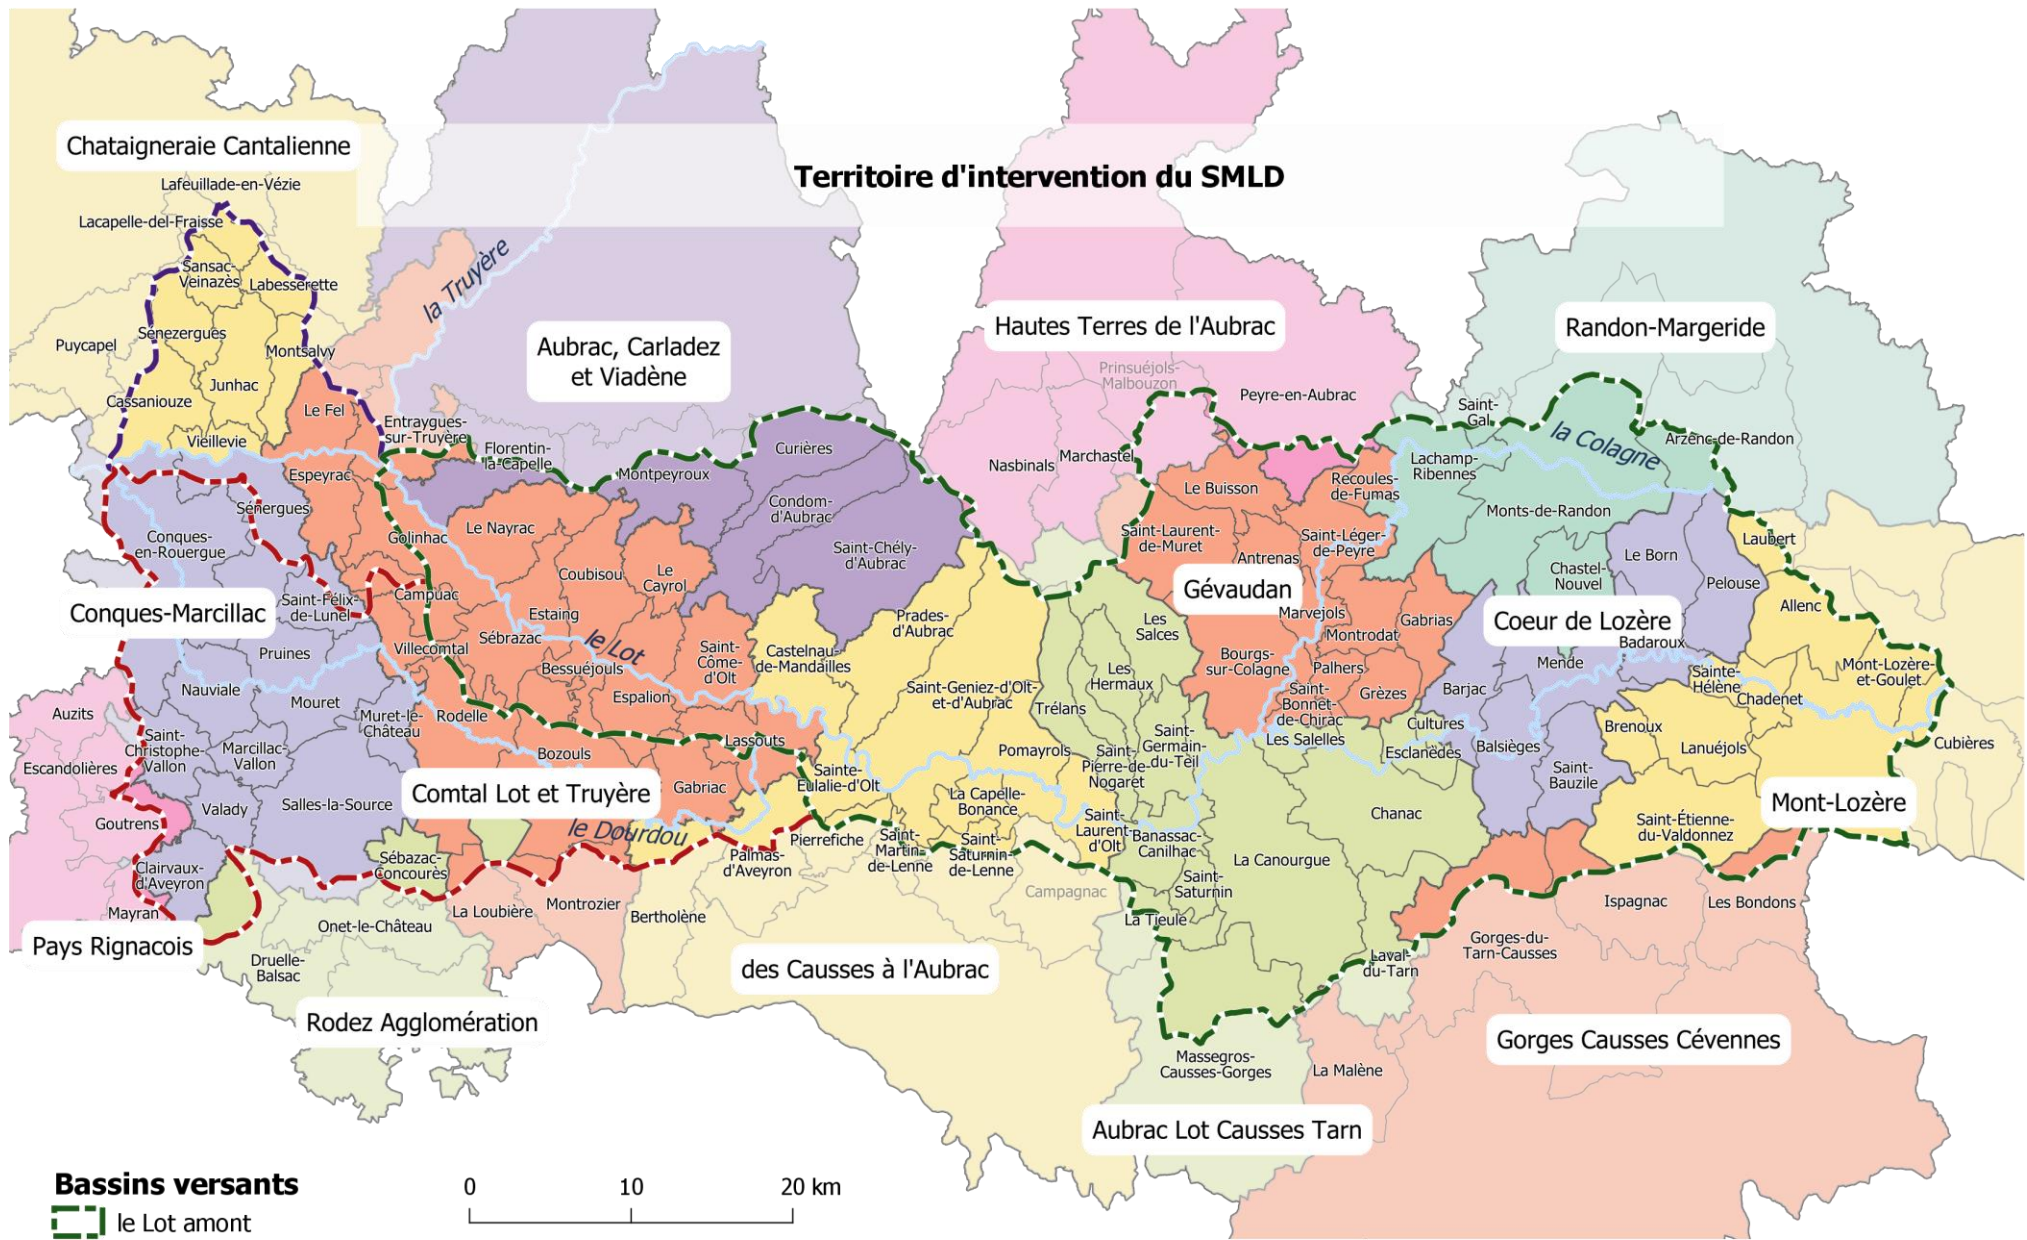 Territoire d'intervention du SMLD
Chataigneraie Cantalienne
Lafeuillade-en-Vézie
Lacapelle-del-Fraisse
Sansac-
Veinazès
Labesserette
Sénezergues
Puycapel
Montsalvy
Junhac
Cassaniouze
Vieillevie
la Truyère
Aubrac, Carladez
et Viadène
Le Fel
Entraygues-
sur-Truyère
Florentin-
la-Capelle
Montpeyroux
Curières
Condom-
d'Aubrac
Saint-Chély-
d'Aubrac
Hautes Terres de l'Aubrac
Prinsuéjols-
Malbouzon
Peyre-en-Aubrac
Nasbinals
Marchastel
Randon-Margeride
Saint-
Gal
la Colagne
Arzenc-de-Randon
Lachamp-
Ribennes
Monts-de-Randon
Chastel-
Nouvel
Espeyrac
Sénergues
Conques-
en-Rouergue
Golinhac
Le Nayrac
Coubisou
Le
Cayrol
Campuac
Saint-Félix-
de-Lunel
Conques-Marcillac
Estaing
Sébrazac
le Lot
Villecomtal
Bessuéjouls
Saint-
Côme-
d'Olt
Espalion
Pruines
Nauviale
Mouret
Muret-le-
Château
Rodelle
Bozouls
Lassouts
Gabriac
Comtal Lot et Truyère
le Dourdou
Auzits
Escandolières
Saint-
Christophe-
Vallon
Marcillac-
Vallon
Valady
Salles-la-Source
Goutrens
Clairvaux-
d'Aveyron
Mayran
Pays Rignacois
Sébazac-
Concourès
Onet-le-Château
Druelle-
Balsac
Rodez Agglomération
La Loubière
Montrozier
Bertholène
Palmas-
d'Aveyron
Pierrefiche
Castelnau-
de-Mandailles
Prades-
d'Aubrac
Saint-Geniez-d'Olt-
et-d'Aubrac
Sainte-
Eulalie-d'Olt
Pomayrols
La Capelle-
Bonance
Saint-
Martin-
de-Lenne
Saint-
Saturnin-
de-Lenne
Saint-
Laurent-
d'Olt
Campagnac
des Causses à l'Aubrac
Le Buisson
Recoules-
de-Fumas
Saint-Laurent-
de-Muret
Antrenas
Saint-Léger-
de-Peyre
Gévaudan
Marvejols
Montrodat
Gabrias
Bourgs-
sur-Colagne
Palhers
Grèzes
Saint-
Bonnet-
de-Chirac
Les
Salces
Les
Hermaux
Trélans
Saint-
Germain-
du-Teil
Saint-
Pierre-de-
Nogaret
Banassac-
Canilhac
Saint-
Saturnin
La Tieule
Les Salelles
Cultures
Esclanèdes
Chanac
La Canourgue
Laval-
du-Tarn
Massegros-
Causses-Gorges
Aubrac Lot Causses Tarn
Le Born
Pelouse
Coeur de Lozère
Badaroux
Mende
Barjac
Balsièges
Saint-
Bauzile
Laubert
Allenc
Mont-Lozère-
et-Goulet
Sainte-
Hélène
Chadenet
Brenoux
Lanuéjols
Cubières
Mont-Lozère
Saint-Étienne-
du-Valdonnez
Ispagnac
Les Bondons
Gorges-du-
Tarn-Causses
La Malène
Gorges Causses Cévennes
Bassins versants
le Lot amont
0 10 20 km